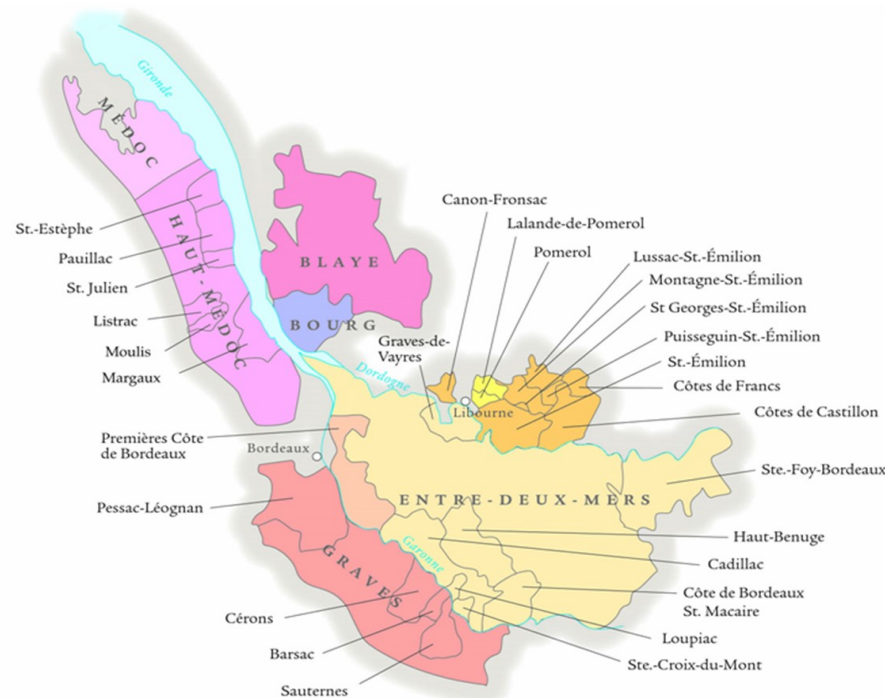 Gironde
MÉDOC
HAUT-MÉDOC
St.-Estèphe
Pauillac
St. Julien
Listrac
Moulis
Margaux
BLAYE
BOURG
Canon-Fronsac
Lalande-de-Pomerol
Pomerol
Lussac-St.-Émilion
Montagne-St.-Émilion
St Georges-St.-Émilion
Puisseguin-St.-Émilion
St.-Émilion
Côtes de Francs
Côtes de Castillon
Graves-de-
Vayres
Dordogne
Libourne
Premières Côte
de Bordeaux
Bordeaux
Pessac-Léognan
ENTRE-DEUX-MERS
Ste.-Foy-Bordeaux
Haut-Benuge
Cadillac
Garonne
GRAVES
Côte de Bordeaux
St. Macaire
Cérons
Loupiac
Barsac
Ste.-Croix-du-Mont
Sauternes